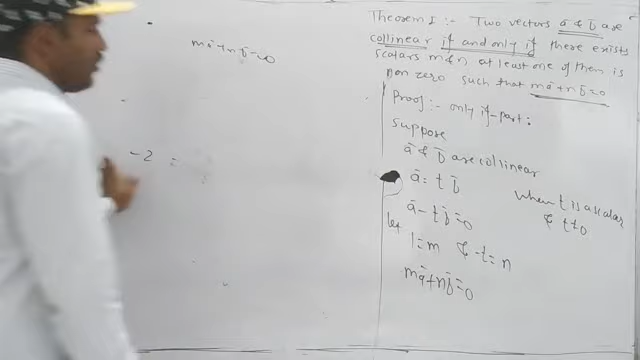 mā+nb̄=0
-2 =
Theorem 1 :- Two vectors ā & b̄ are
collinear if and only if there exists
scalars m & n at least one of them is
non zero such that mā+nb̄=0
Proof :- only if-part:
suppose
ā & b̄ are collinear
ā = t b̄
when t is a scalar
& t≠0
ā - t b̄ = 0
let
1=m & -t=n
mā+nb̄=0